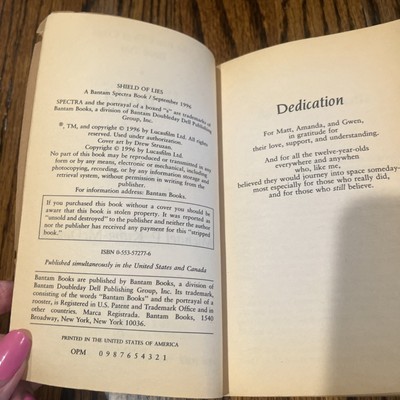 SHIELD OF LIES
A Bantam Spectra Book / September 1996
SPECTRA and the portrayal of a boxed "s" are trademarks of
Bantam Books, a division of Bantam Doubleday Dell Publishing
Group, Inc.
®, TM, and copyright © 1996 by Lucasfilm Ltd. All rights
reserved. Used under authorization.
Cover art by Drew Struzan.
Copyright © 1996 by Lucasfilm Ltd.
No part of this book may be reproduced or transmitted in any
form or by any means, electronic or mechanical, including
photocopying, recording, or by any information storage and
retrieval system, without permission in writing from the
publisher.
For information address: Bantam Books.
If you purchased this book without a cover you should be
aware that this book is stolen property. It was reported as
"unsold and destroyed" to the publisher and neither the author
nor the publisher has received any payment for this "stripped
book."
ISBN 0-553-57277-6
Published simultaneously in the United States and Canada
Bantam Books are published by Bantam Books, a division of
Bantam Doubleday Dell Publishing Group, Inc. Its trademark,
consisting of the words "Bantam Books" and the portrayal of a
rooster, is Registered in U.S. Patent and Trademark Office and in
other countries. Marca Registrada. Bantam Books, 1540
Broadway, New York, New York 10036.
PRINTED IN THE UNITED STATES OF AMERICA
OPM 0 9 8 7 6 5 4 3 2 1
Dedication
For Matt, Amanda, and Gwen,
in gratitude for
their love, support, and understanding.
And for all the twelve-year-olds
everywhere and anywhen
who, like me,
believed they would journey into space someday-
most especially for those who really did,
and for those who still believe.